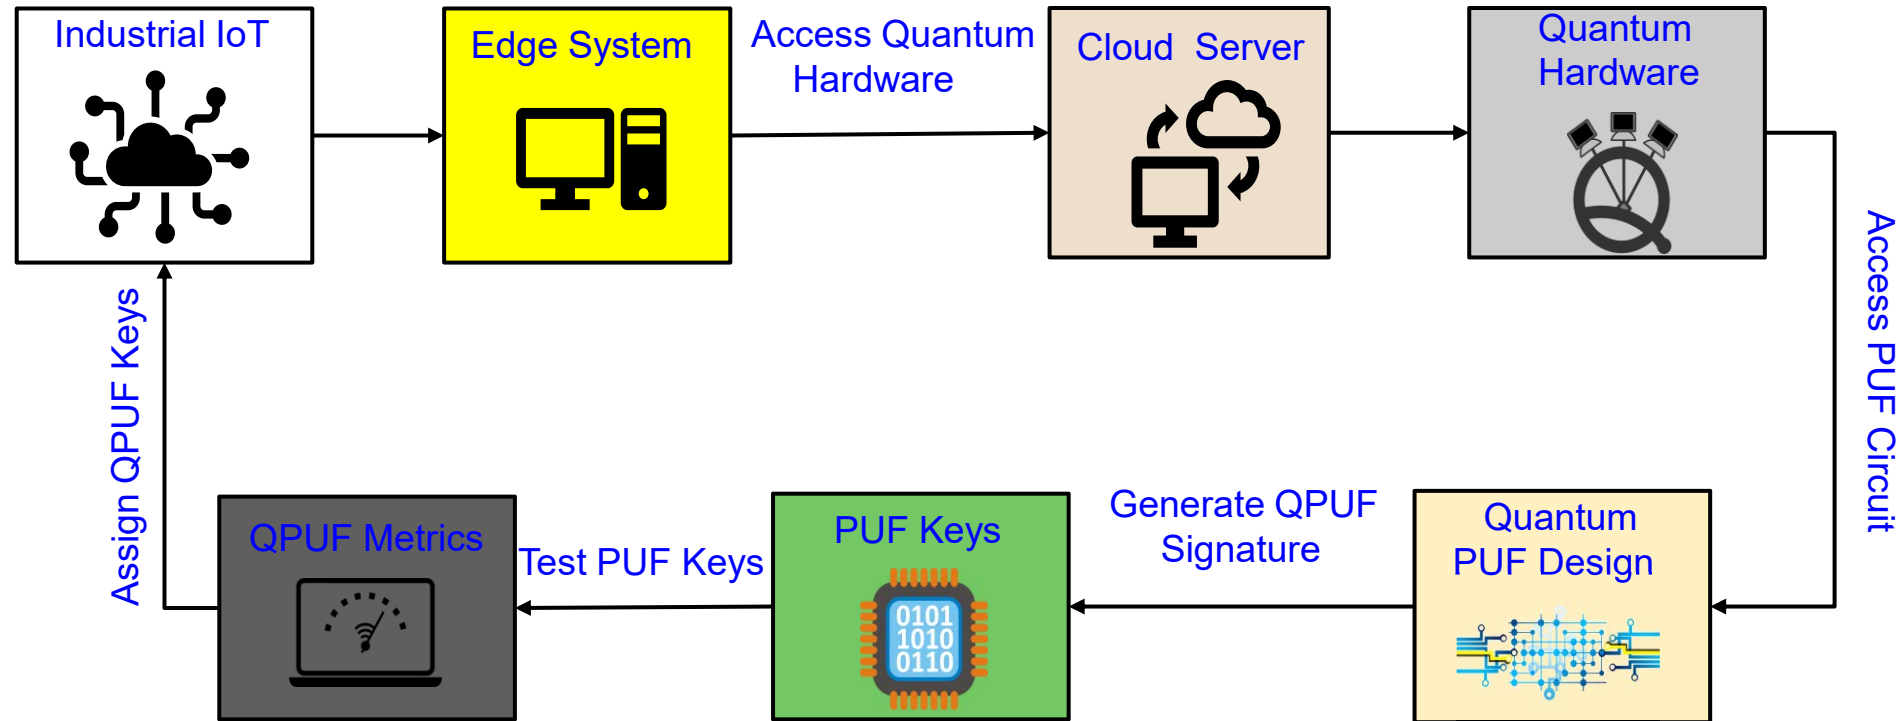 Industrial IoT
Edge System
Access Quantum
Hardware
Cloud Server
Quantum
Hardware
Access PUF Circuit
Quantum
PUF Design
Generate QPUF
Signature
PUF Keys
0101
1010
0110
Test PUF Keys
QPUF Metrics
Assign QPUF Keys